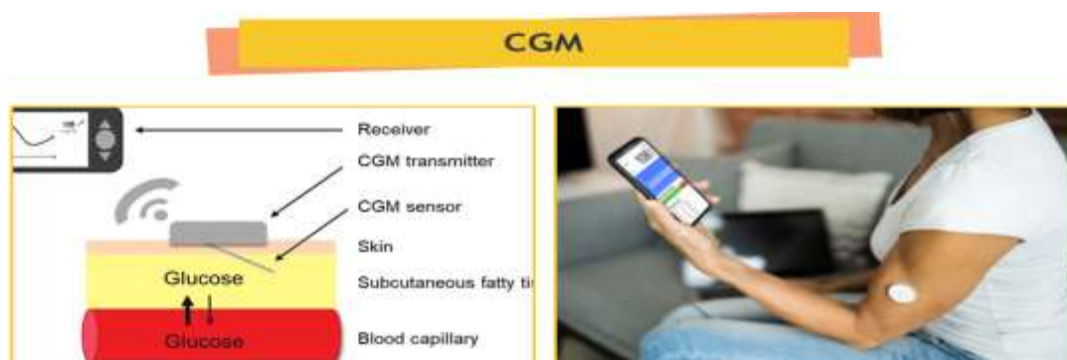 CGM
Receiver
CGM transmitter
CGM sensor
Skin
Glucose
Subcutaneous fatty ti
Glucose
Blood capillary